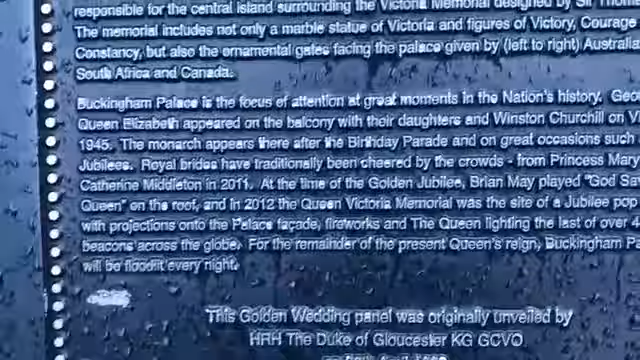 responsible for the central island surrounding the Victoria Memorial designed by Sir Thom
The memorial includes not only a marble statue of Victoria and figures of Victory, Courage
Constancy, but also the ornamental gates facing the palace given by (left to right) Australia
South Africa and Canada.
Buckingham Palace is the focus of attention at great moments in the Nation's history. Geo
Queen Elizabeth appeared on the balcony with their daughters and Winston Churchill on V
1945. The monarch appears there after the Birthday Parade and on great occasions such
Jubilees. Royal brides have traditionally been cheered by the crowds - from Princess Mary
Catherine Middleton in 2011. At the time of the Golden Jubilee, Brian May played "God Sa
Queen" on the roof, and in 2012 the Queen Victoria Memorial was the site of a Jubilee pop
with projections onto the Palace façade, fireworks and The Queen lighting the last of over
beacons across the globe. For the remainder of the present Queen's reign, Buckingham Pa
will be floodlit every night.
This Golden Wedding panel was originally unveiled by
HRH The Duke of Gloucester KG GCVO